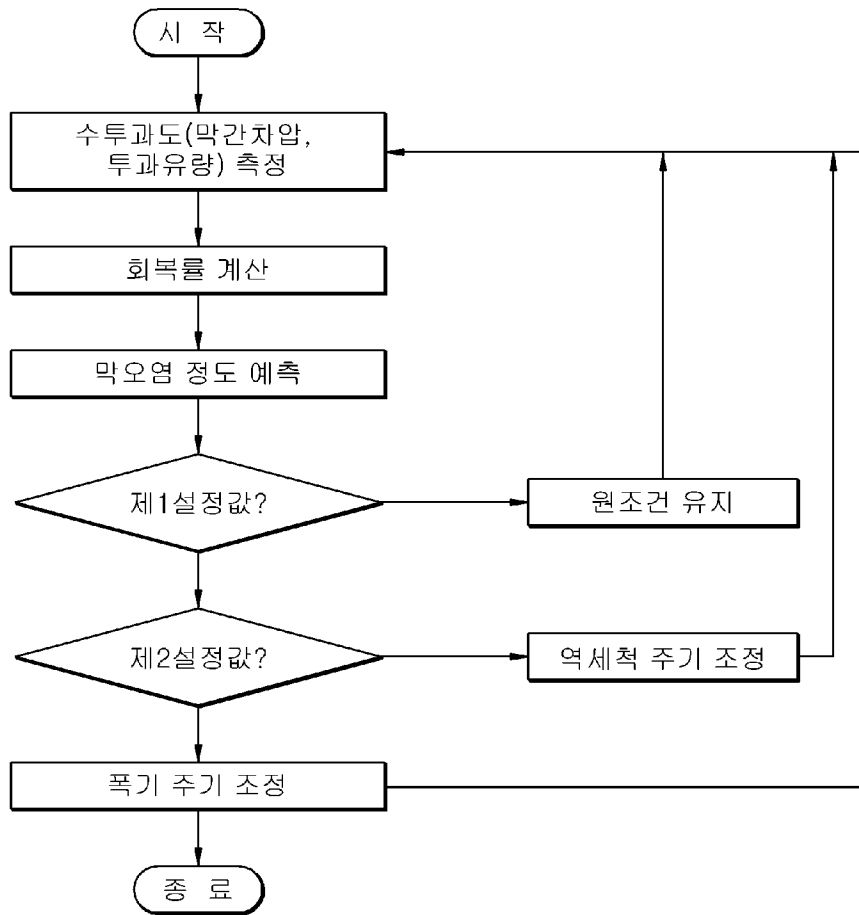 시 작
수투과도(막간차압,
투과유량) 측정
회복률 계산
막오염 정도 예측
제1설정값?
원조건 유지
제2설정값?
역세척 주기 조정
폭기 주기 조정
종 료